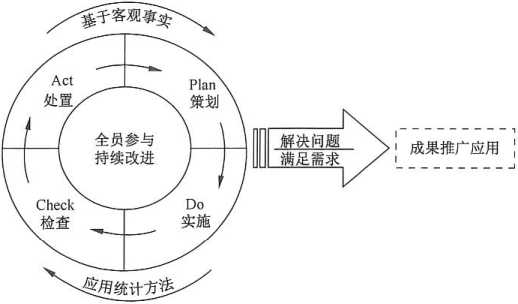 基于客观事实
Act
处置
Plan
策划
全员参与
持续改进
解决问题
满足需求
成果推广应用
Check
检查
Do
实施
应用统计方法